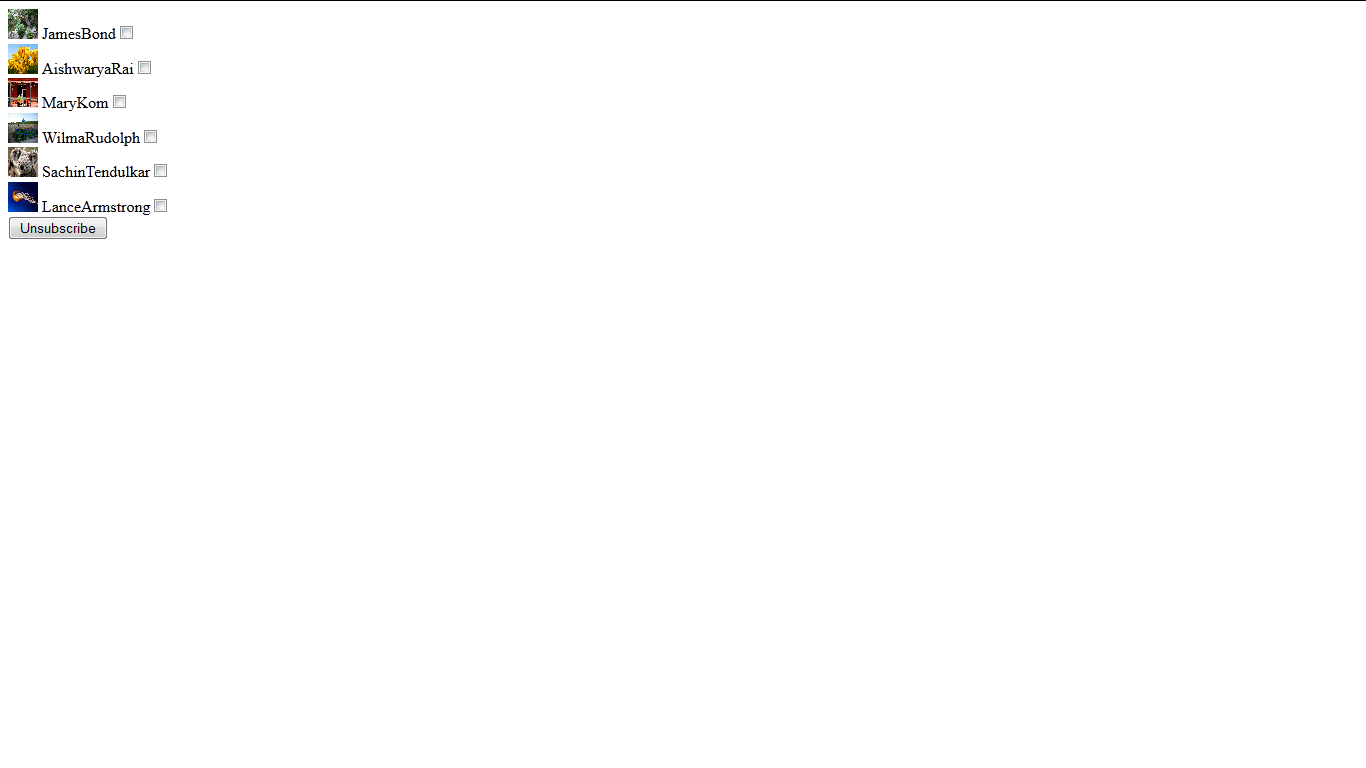 JamesBond
AishwaryaRai
MaryKom
WilmaRudolph
SachinTendulkar
LanceArmstrong
Unsubscribe